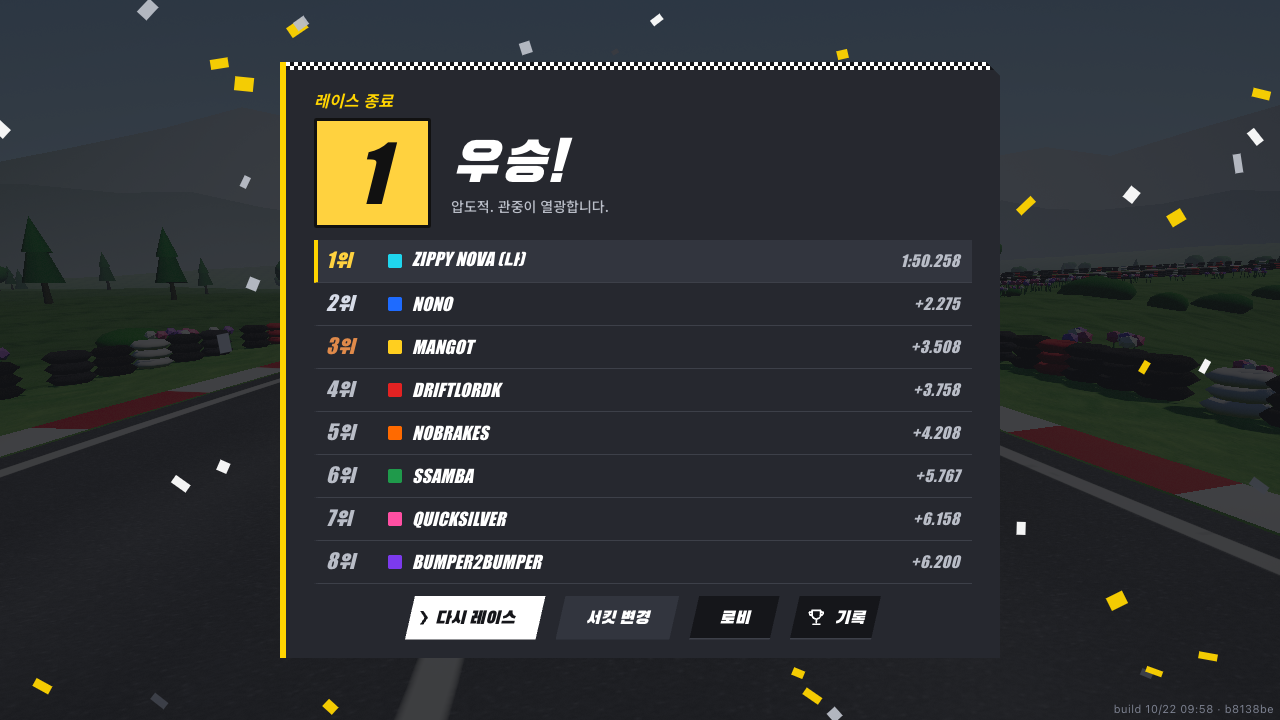 레이스 종료
1
우승!
압도적. 관중이 열광합니다.
1위 ZIPPY NOVA (나) 1:50.258
2위 NONO +2.275
3위 MANGOT +3.508
4위 DRIFTLORDK +3.758
5위 NOBRAKES +4.208
6위 SSAMBA +5.767
7위 QUICKSILVER +6.158
8위 BUMPER2BUMPER +6.200
❯ 다시 레이스 서킷 변경 로비 기록
build 10/22 09:58 · b8138be